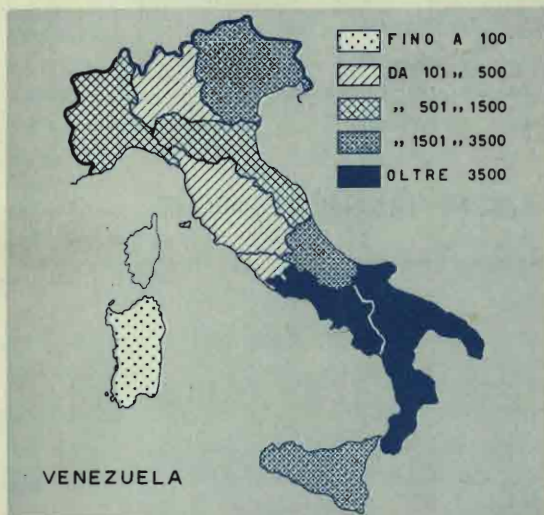 FINO A 100
DA 101 „ 500
„ 501 „ 1500
„ 1501 „ 3500
OLTRE 3500
VENEZUELA